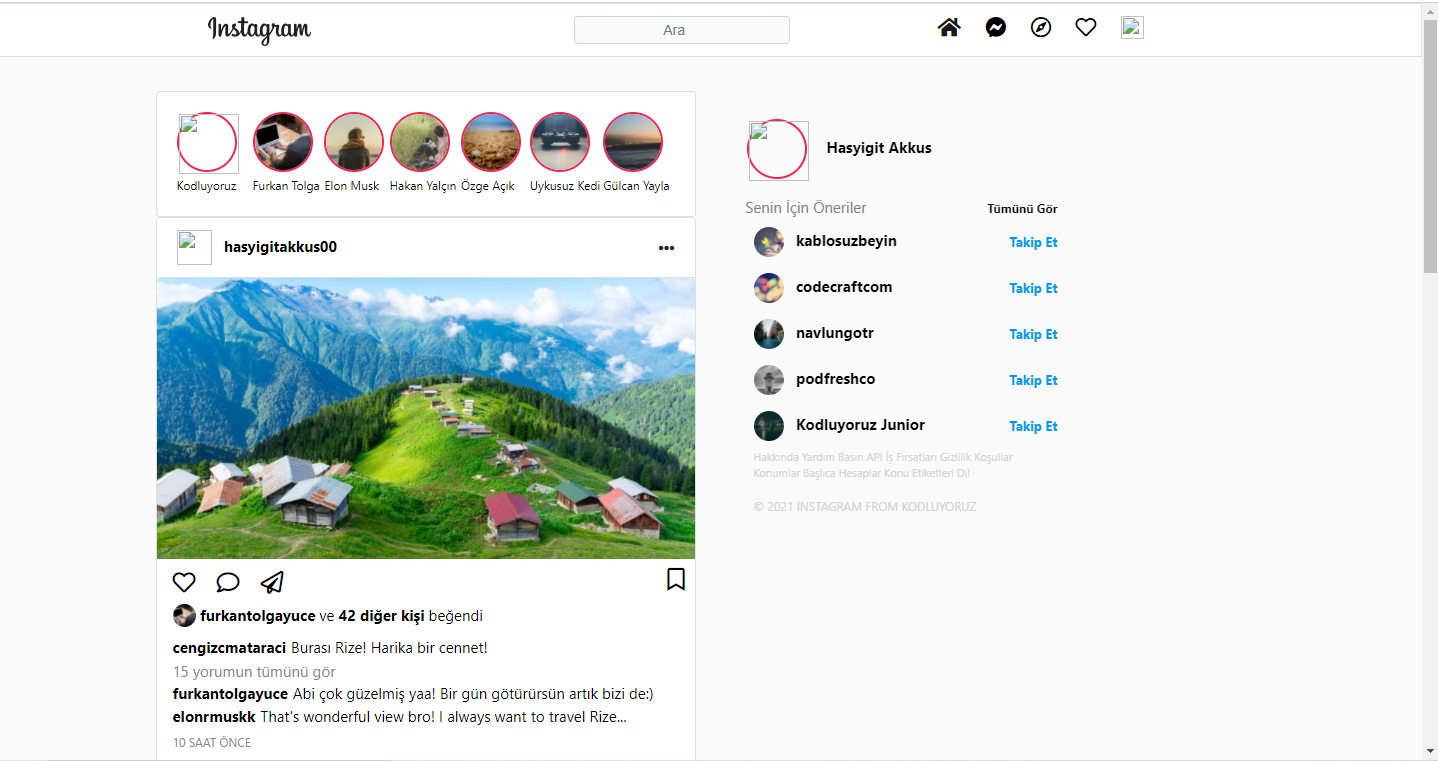 Instagram
Ara
Kodluyoruz Furkan Tolga Elon Musk Hakan Yalçın Özge Açık Uykusuz Kedi Gülcan Yayla
Hasyigit Akkus
Senin İçin Öneriler Tümünü Gör
kablosuzbeyin Takip Et
codecraftcom Takip Et
navlungotr Takip Et
podfreshco Takip Et
Kodluyoruz Junior Takip Et
Hakkında Yardım Basın API İş Fırsatları Giziilik Koşullar
Konumlar Başlıca Hesaplar Konu Etiketleri Dil
© 2021 INSTAGRAM FROM KODLUYORUZ
hasyigitakkus00
furkantolgayuce ve 42 diğer kişi beğendi
cengizcmataraci Burası Rize! Harika bir cennet!
15 yorumun tümünü gör
furkantolgayuce Abi çok güzelmiş yaa! Bir gün götürürsün artık bizi de:)
elonrmuskk That's wonderful view bro! I always want to travel Rize...
10 SAAT ÖNCE